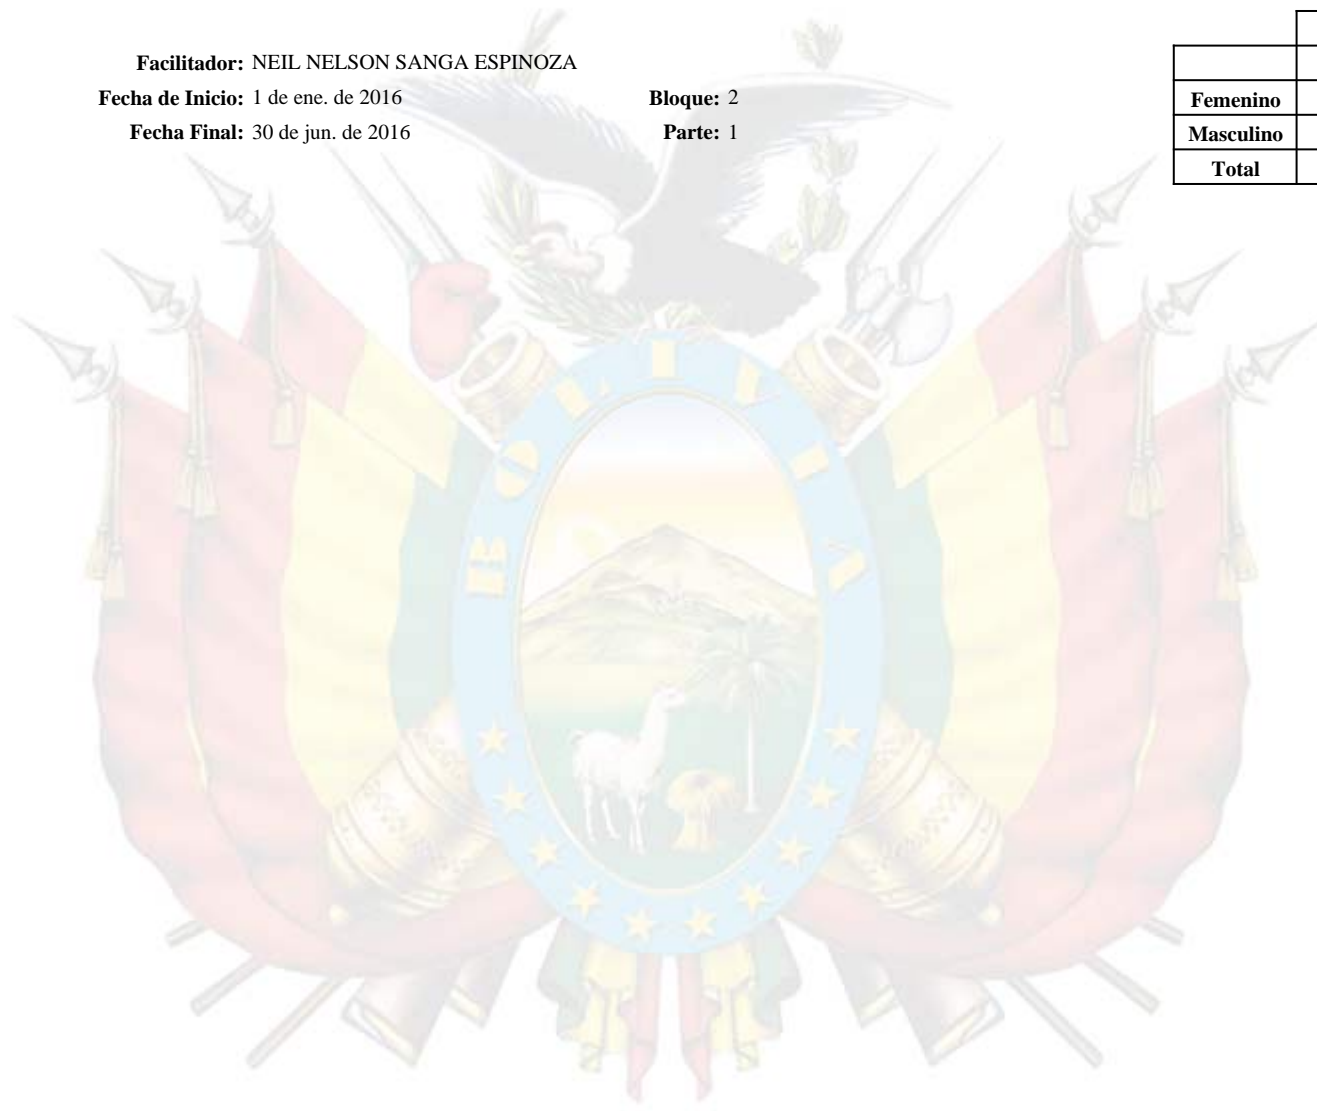 Facilitador: NEIL NELSON SANGA ESPINOZA
Fecha de Inicio: 1 de ene. de 2016 Bloque: 2
Fecha Final: 30 de jun. de 2016 Parte: 1
Femenino
Masculino
Total
BOLIVIA